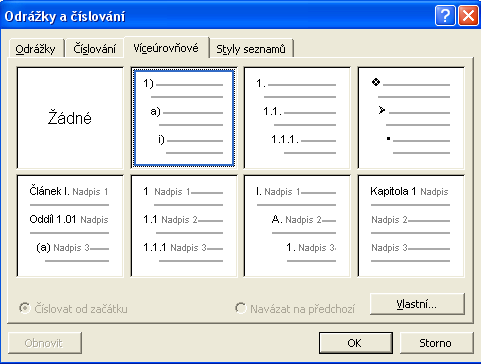 Odrážky a číslování
Odrážky Číslování Víceúrovňové Styly seznamů
Žádné
1)
a)
i)
1.
1.1.
1.1.1.
Článek I. Nadpis 1
Oddíl 1.01 Nadpis
(a) Nadpis 3
1 Nadpis 1
1.1 Nadpis 2
1.1.1 Nadpis 3
I. Nadpis 1
A. Nadpis 2
1. Nadpis 3
Kapitola 1 Nadpis
Nadpis 2
Nadpis 3
Číslovat od začátku Navázat na předchozí Vlastní...
Obnovit OK Storno